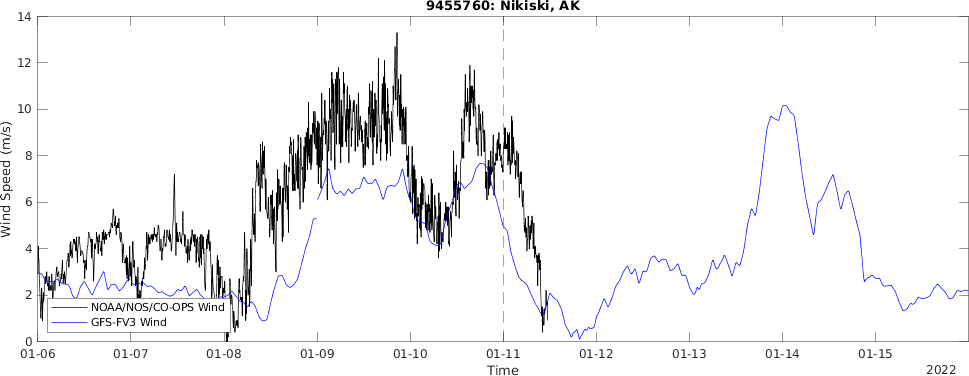 9455760: Nikiski, AK
Wind Speed (m/s)
14
12
10
8
6
4
2
0
NOAA/NOS/CO-OPS Wind
GFS-FV3 Wind
01-06 01-07 01-08 01-09 01-10 01-11 01-12 01-13 01-14 01-15
Time
2022